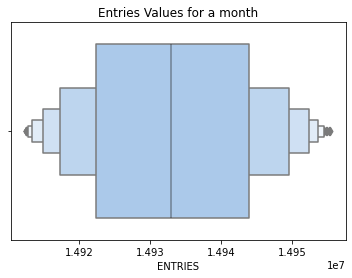 Entries Values for a month
1.492 1.493 1.494 1.495
1e7
ENTRIES